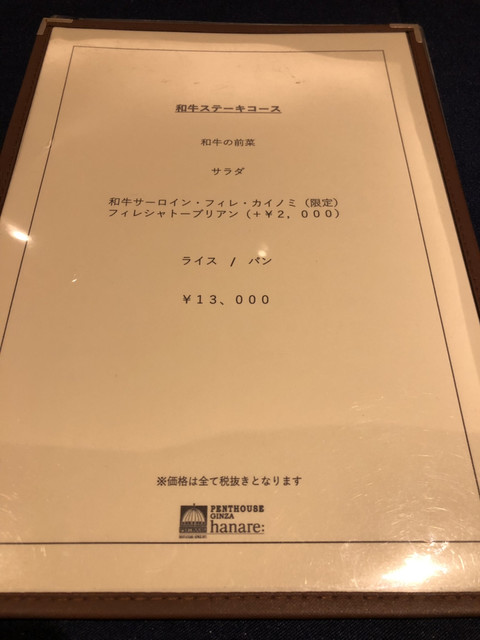 和牛ステーキコース
和牛の前菜
サラダ
和牛サーロイン・フィレ・カイノミ（限定）
フィレシャトーブリアン（＋￥２，０００）
ライス　/　パン
￥１３、０００
※価格は全て税抜きとなります
PENTHOUSE
GINZA
hanare: